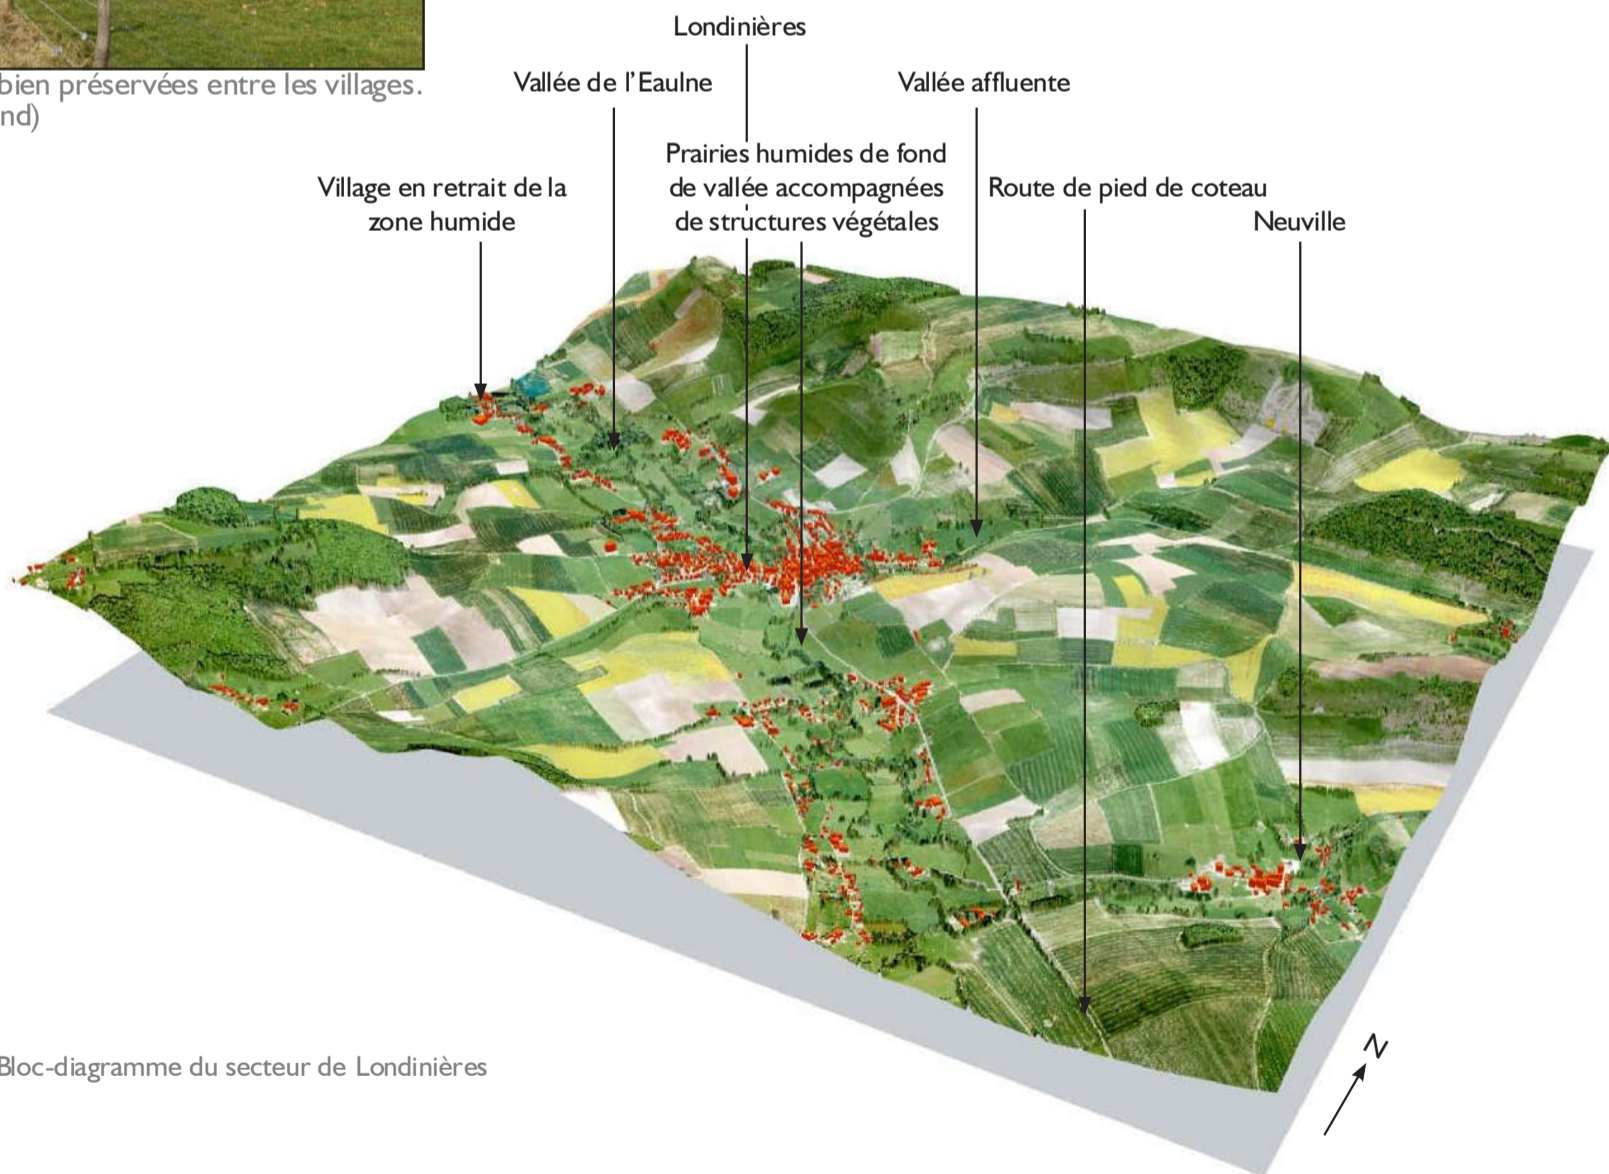 bien préservées entre les villages.
nd)
Londinières
Vallée de l'Eaulne
Vallée affluente
Prairies humides de fond
de vallée accompagnées
de structures végétales
Village en retrait de la
zone humide
Route de pied de coteau
Neuville
N
Bloc-diagramme du secteur de Londinières